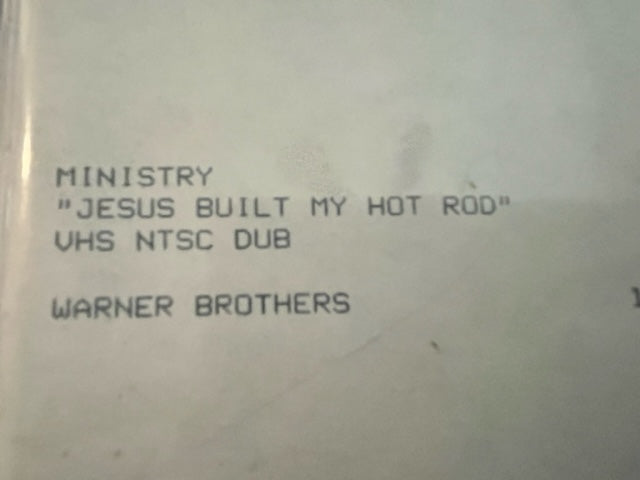 MINISTRY
"JESUS BUILT MY HOT ROD"
VHS NTSC DUB
WARNER BROTHERS